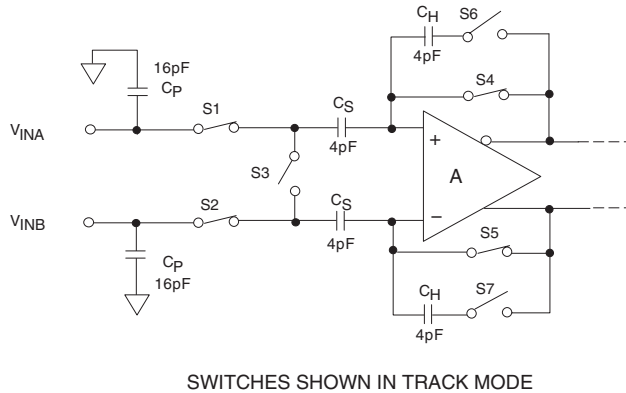 CH
S6
4pF
16pF
CP
S4
S1
CS
VINA
4pF
+
S3
A
S2
CS
VINB
–
4pF
S5
CP
16pF
CH
S7
4pF
SWITCHES SHOWN IN TRACK MODE